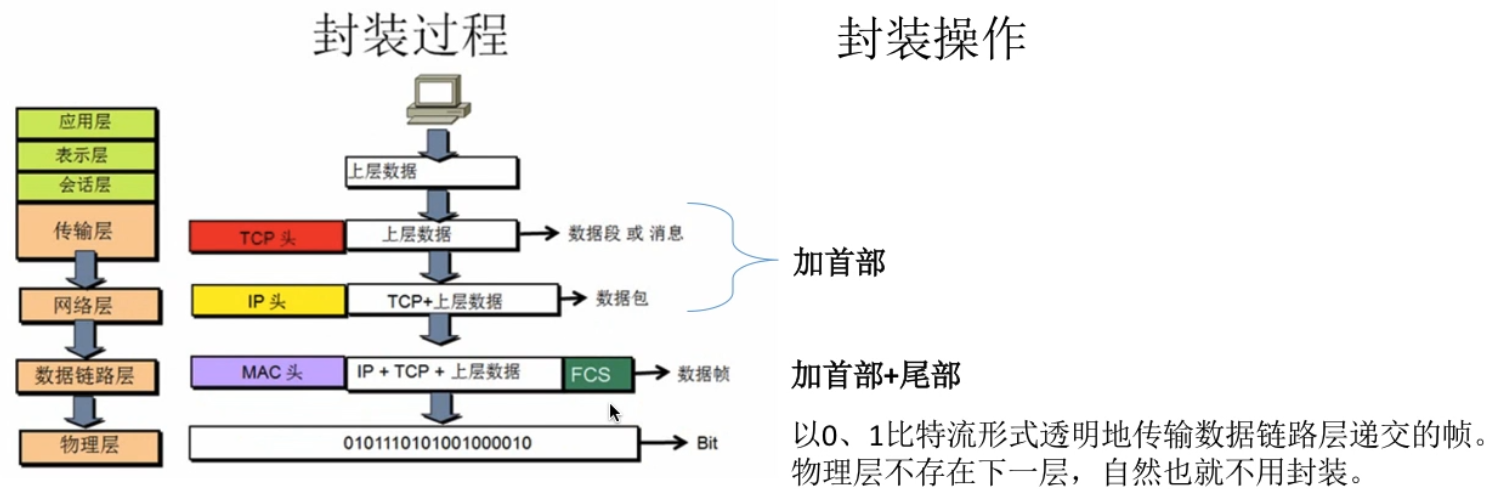 封装过程
封装操作
应用层
表示层
会话层
传输层
网络层
数据链路层
物理层
上层数据
TCP 头
上层数据
数据段 或 消息
IP 头
TCP+上层数据
数据包
MAC 头
IP + TCP + 上层数据
FCS
数据帧
0101110101001000010
Bit
加首部
加首部+尾部
以0、1比特流形式透明地传输数据链路层递交的帧。
物理层不存在下一层，自然也就不用封装。